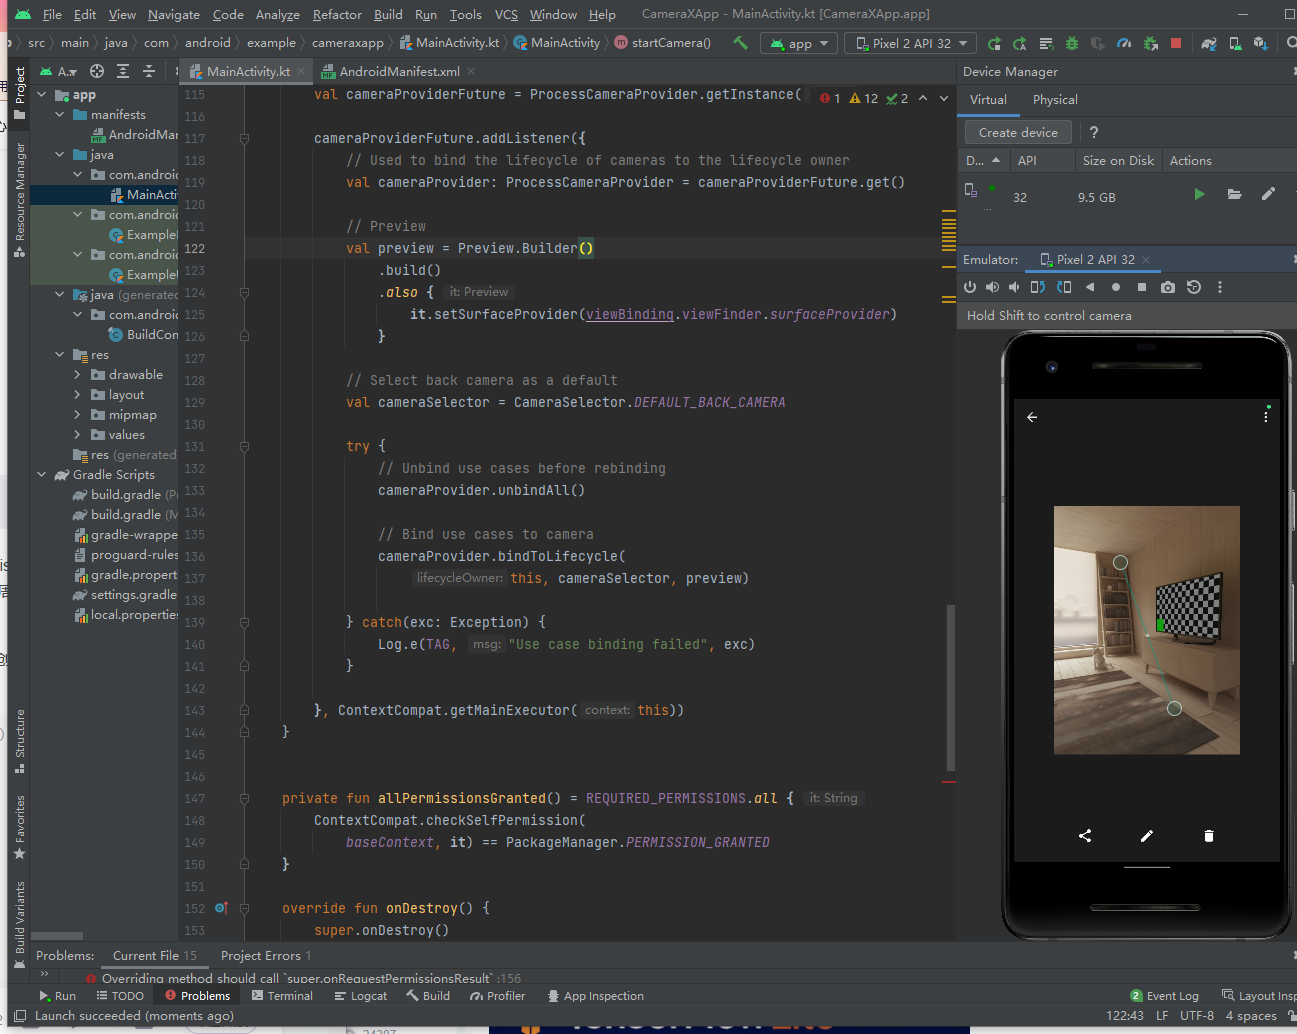 File Edit View Navigate Code Analyze Refactor Build Run Tools VCS Window Help CameraXApp - MainActivity.kt [CameraXApp.app]
src main java com android example cameraxapp MainActivity.kt MainActivity startCamera() app Pixel 2 API 32
A.. MainActivity.kt AndroidManifest.xml
Project
Resource Manager
Structure
Favorites
Build Variants
app
manifests
AndroidMan
java
com.android
MainActi
com.android
Example
com.android
Example
java (generated
com.android
BuildCon
res
drawable
layout
mipmap
values
res (generated
Gradle Scripts
build.gradle (P
build.gradle (M
gradle-wrappe
proguard-rules
gradle.propert
settings.gradle
local.properties
1 12 2
115 val cameraProviderFuture = ProcessCameraProvider.getInstance(
116
117 cameraProviderFuture.addListener({
118 // Used to bind the lifecycle of cameras to the lifecycle owner
119 val cameraProvider: ProcessCameraProvider = cameraProviderFuture.get()
120
121 // Preview
122 val preview = Preview.Builder()
123 .build()
124 .also { it: Preview
125 it.setSurfaceProvider(viewBinding.viewFinder.surfaceProvider)
126 }
127
128 // Select back camera as a default
129 val cameraSelector = CameraSelector.DEFAULT_BACK_CAMERA
130
131 try {
132 // Unbind use cases before rebinding
133 cameraProvider.unbindAll()
134
135 // Bind use cases to camera
136 cameraProvider.bindToLifecycle(
137 lifecycleOwner: this, cameraSelector, preview)
138
139 } catch(exc: Exception) {
140 Log.e(TAG, msg: "Use case binding failed", exc)
141 }
142
143 }, ContextCompat.getMainExecutor( context: this))
144 }
145
146
147 private fun allPermissionsGranted() = REQUIRED_PERMISSIONS.all { it: String
148 ContextCompat.checkSelfPermission(
149 baseContext, it) == PackageManager.PERMISSION_GRANTED
150 }
151
152 override fun onDestroy() {
153 super.onDestroy()
Device Manager
Virtual Physical
Create device ?
D... API Size on Disk Actions
... 32 9.5 GB
Emulator: Pixel 2 API 32
Hold Shift to control camera
Problems: Current File 15 Project Errors 1
Overriding method should call `super.onRequestPermissionsResult` :156
Run TODO Problems Terminal Logcat Build Profiler App Inspection 2 Event Log Layout Insp
Launch succeeded (moments ago) 122:43 LF UTF-8 4 spaces